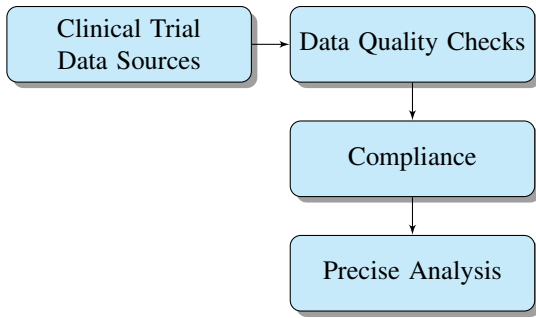 Clinical Trial
Data Sources
Data Quality Checks
Compliance
Precise Analysis